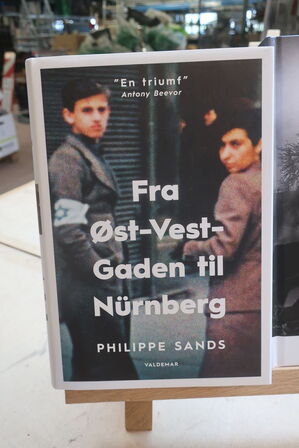 "En triumf"
Antony Beevor
Fra
Øst-Vest-
Gaden til
Nürnberg
PHILIPPE SANDS
VALDEMAR